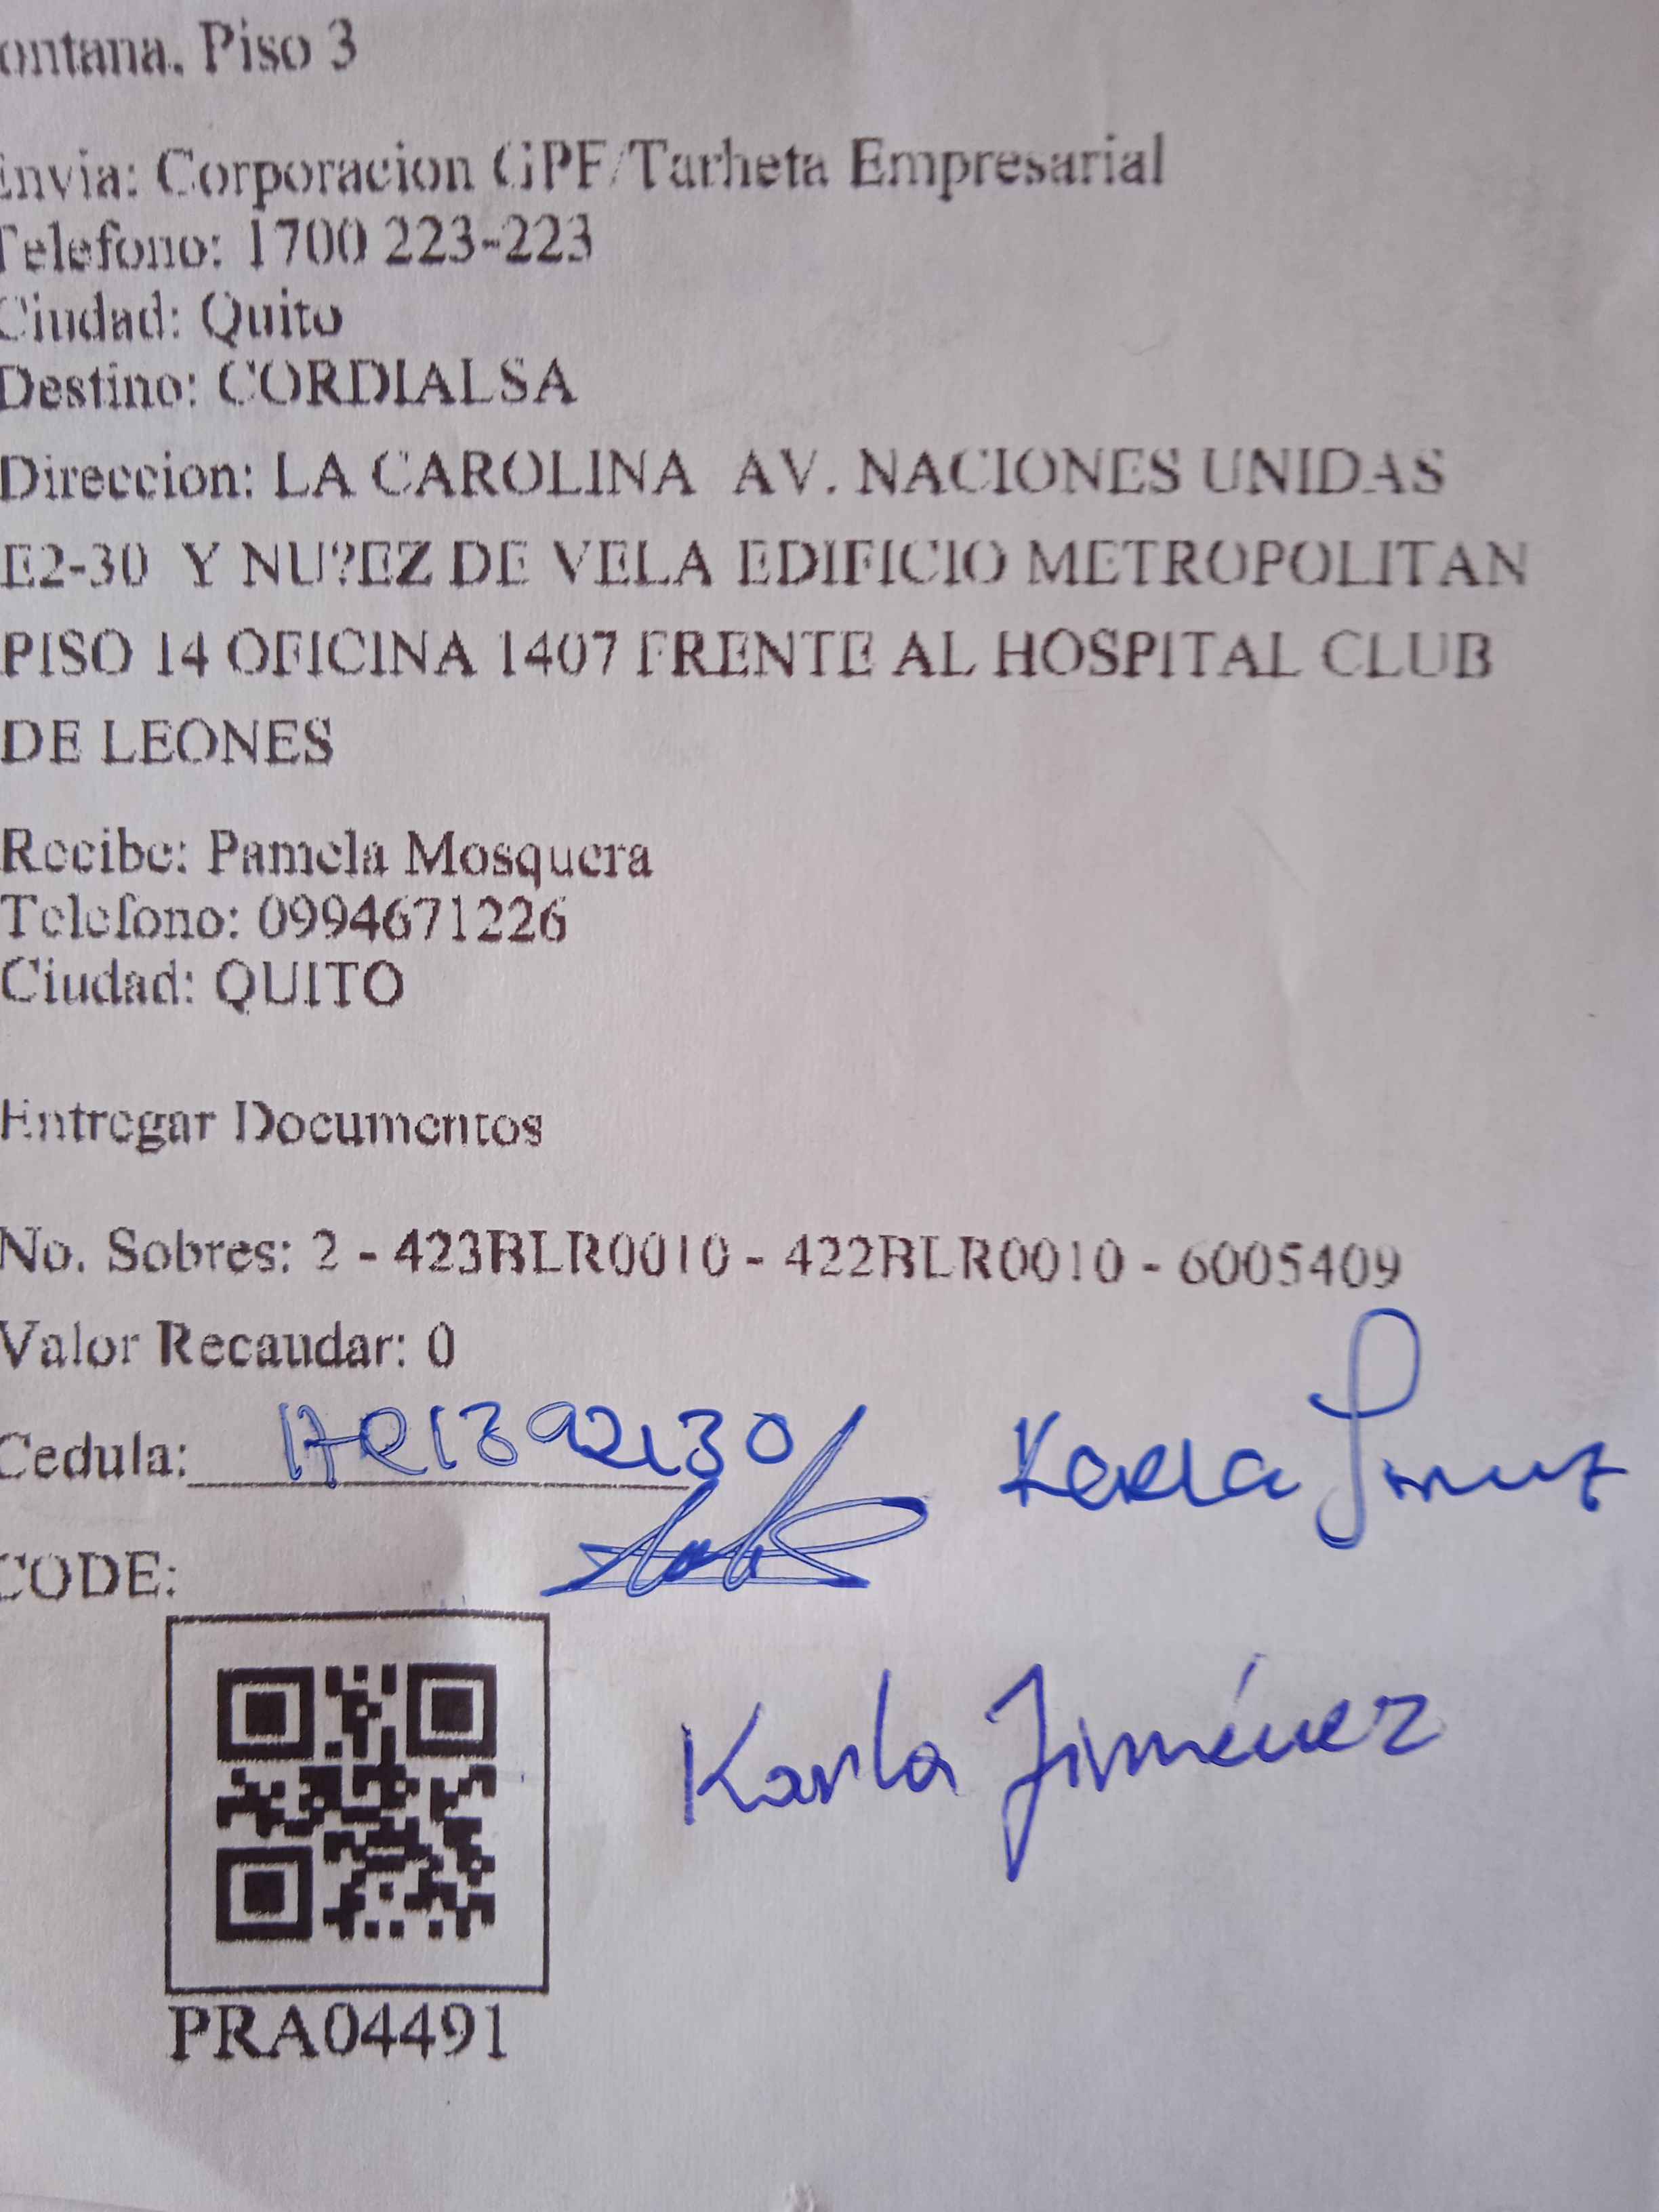 ontana, Piso 3
Envia: Corporacion GPF/Tarheta Empresarial
Telefono: 1700 223-223
Ciudad: Quito
Destino: CORDIALSA
Direccion: LA CAROLINA AV. NACIONES UNIDAS
E2-30 Y NU?EZ DE VELA EDIFICIO METROPOLITAN
PISO 14 OFICINA 1407 FRENTE AL HOSPITAL CLUB
DE LEONES
Recibe: Pamela Mosquera
Telefono: 0994671226
Ciudad: QUITO
Entregar Documentos
No. Sobres: 2 - 423BLR0010 - 422BLR0010 - 6005409
Valor Recaudar: 0
Cedula: Karla
CODE:
Karla Jiménez
PRA04491